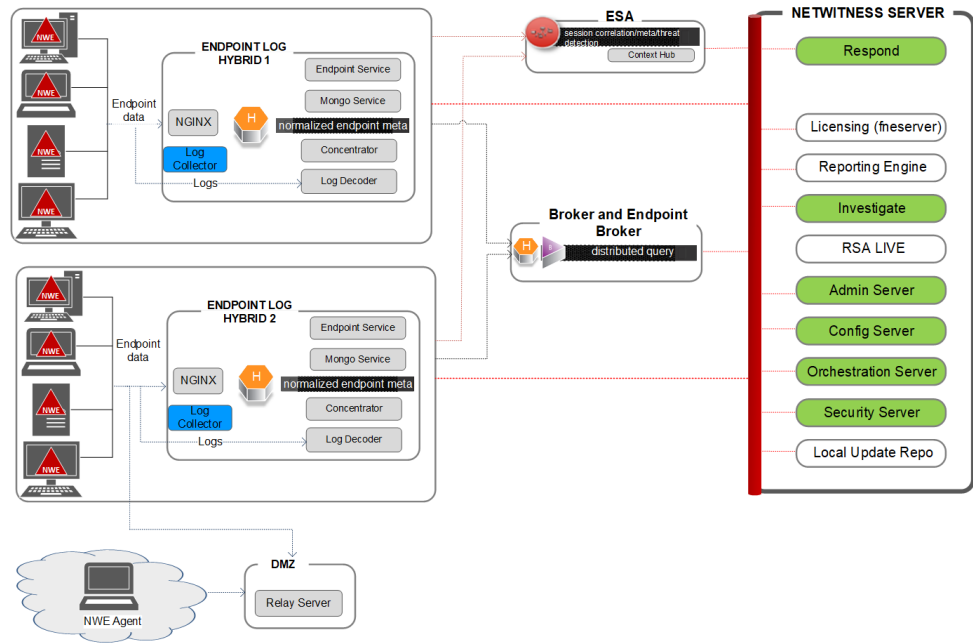 NWE
NWE
NWE
NWE
Endpoint
data
ENDPOINT LOG
HYBRID 1
NGINX
Log
Collector
Logs
H
Endpoint Service
Mongo Service
normalized endpoint meta
Concentrator
Log Decoder
ESA
session correlation/meta/threat
detection
Context Hub
Broker and Endpoint
Broker
H
distributed query
NETWITNESS SERVER
Respond
Licensing (fneserver)
Reporting Engine
Investigate
RSA LIVE
Admin Server
Config Server
Orchestration Server
Security Server
Local Update Repo
NWE
NWE
NWE
NWE
Endpoint
data
ENDPOINT LOG
HYBRID 2
NGINX
Log
Collector
Logs
H
Endpoint Service
Mongo Service
normalized endpoint meta
Concentrator
Log Decoder
NWE Agent
DMZ
Relay Server